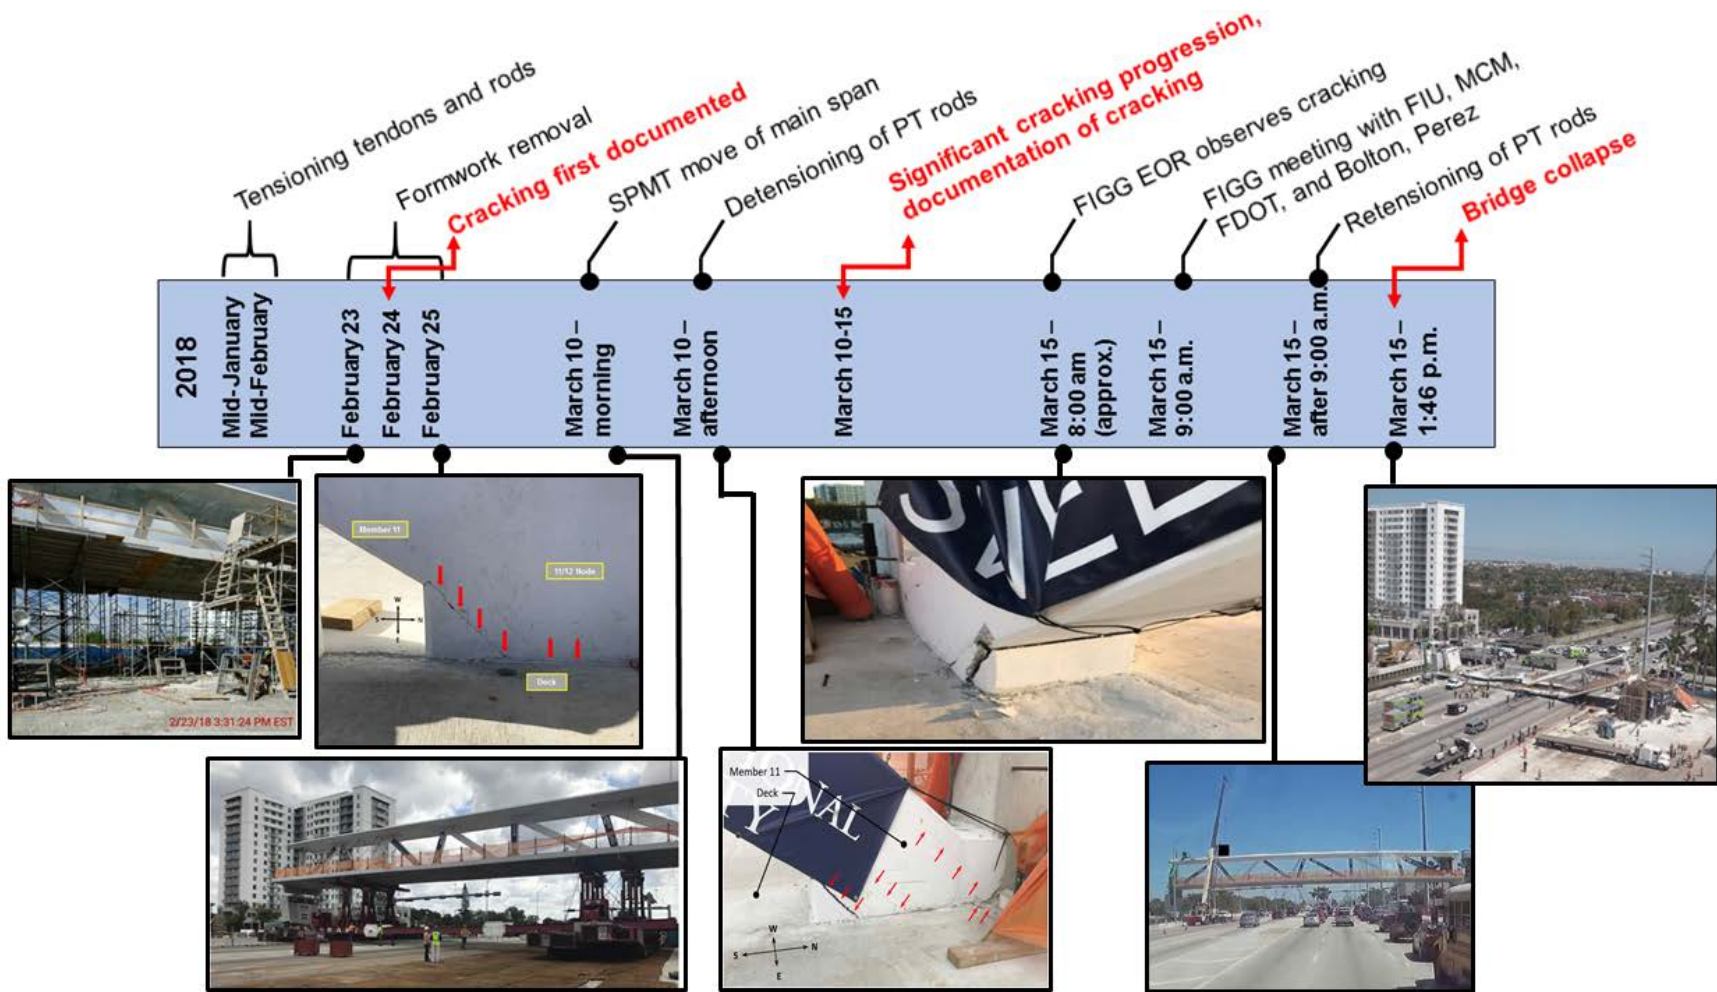 Tensioning tendons and rods
Formwork removal
Cracking first documented
SPMT move of main span
Detensioning of PT rods
Significant cracking progression,
documentation of cracking
FIGG EOR observes cracking
FIGG meeting with FIU, MCM,
FDOT, and Bolton, Perez
Retensioning of PT rods
Bridge collapse
2018
Mid-January
Mid-February
February 23
February 24
February 25
March 10 –
morning
March 10–
afternoon
March 10-15
March 15 –
8:00 am
(approx.)
March 15 –
9:00 a.m.
March 15 -
after 9:00 a.m.
March 15 –
1:46 p.m.
2/23/18 3:31:24 PM EST
Member 11
11/12 Node
W
S
N
Deck
Member 11
Deck
ONAL
W
S
N
E